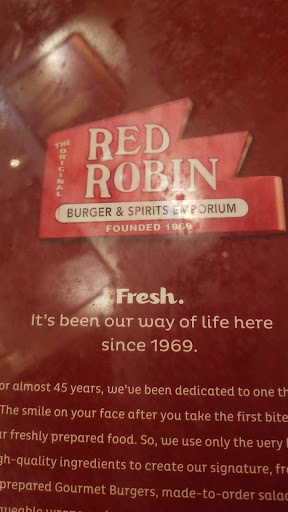 THE ORIGINAL
RED
ROBIN
BURGER & SPIRITS EMPORIUM
FOUNDED 1969
Fresh.
It's been our way of life here
since 1969.
or almost 45 years, we've been dedicated to one th
The smile on your face after you take the first bite
r freshly prepared food. So, we use only the very
gh-quality ingredients to create our signature, fre
prepared Gourmet Burgers, made-to-order salad